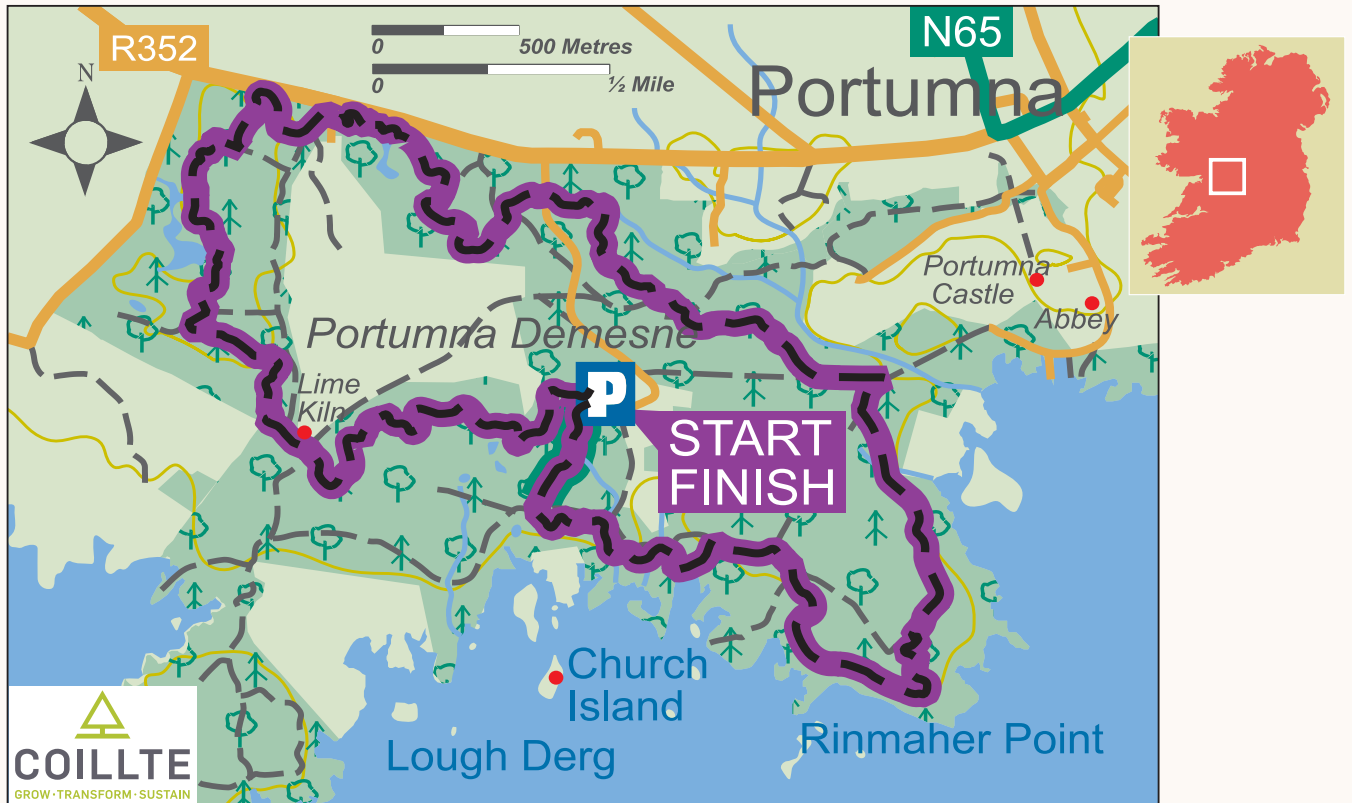 R352
N65
N
0 500 Metres
0 ½ Mile
Portumna
Portumna
Castle
Abbey
Portumna Demesne
Lime
Kiln
P
START
FINISH
Church
Island
Rinmaher Point
Lough Derg
COILLTE
GROW·TRANSFORM·SUSTAIN